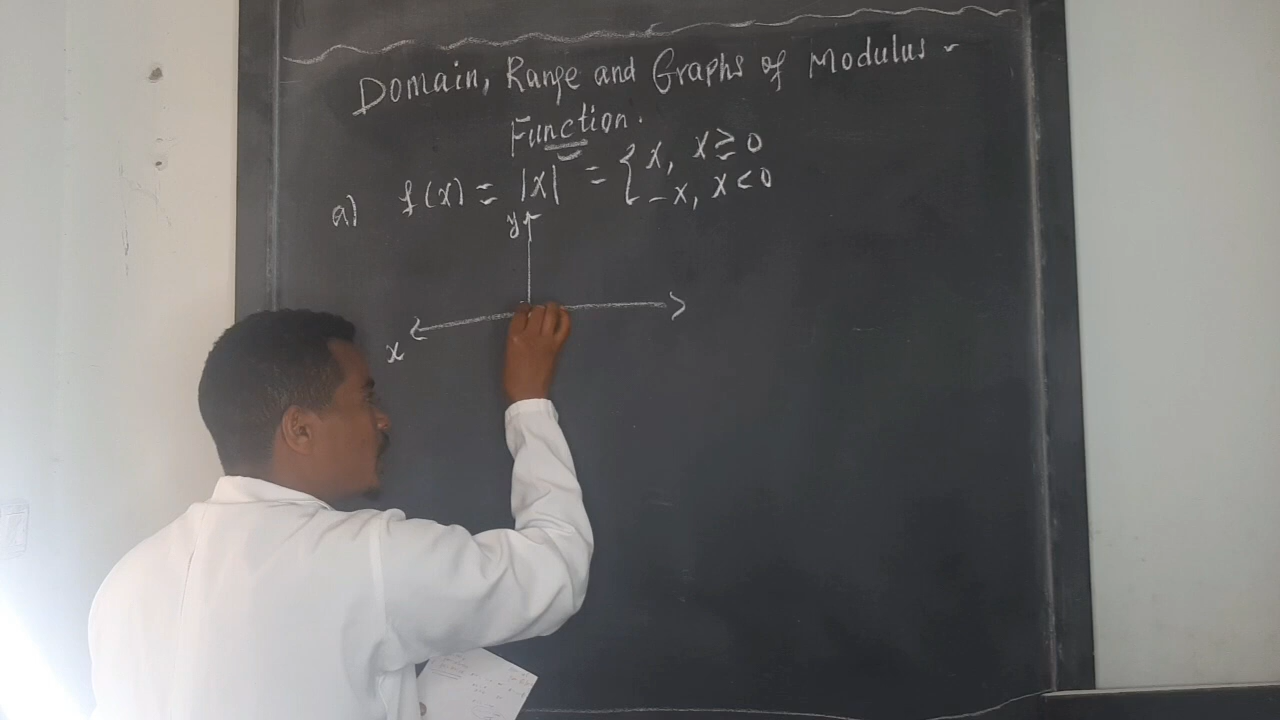 Domain, Range and Graphs of Modulus -
Function.
a) f(x) = |x| = { x, x ≥ 0
-x, x < 0
y
x